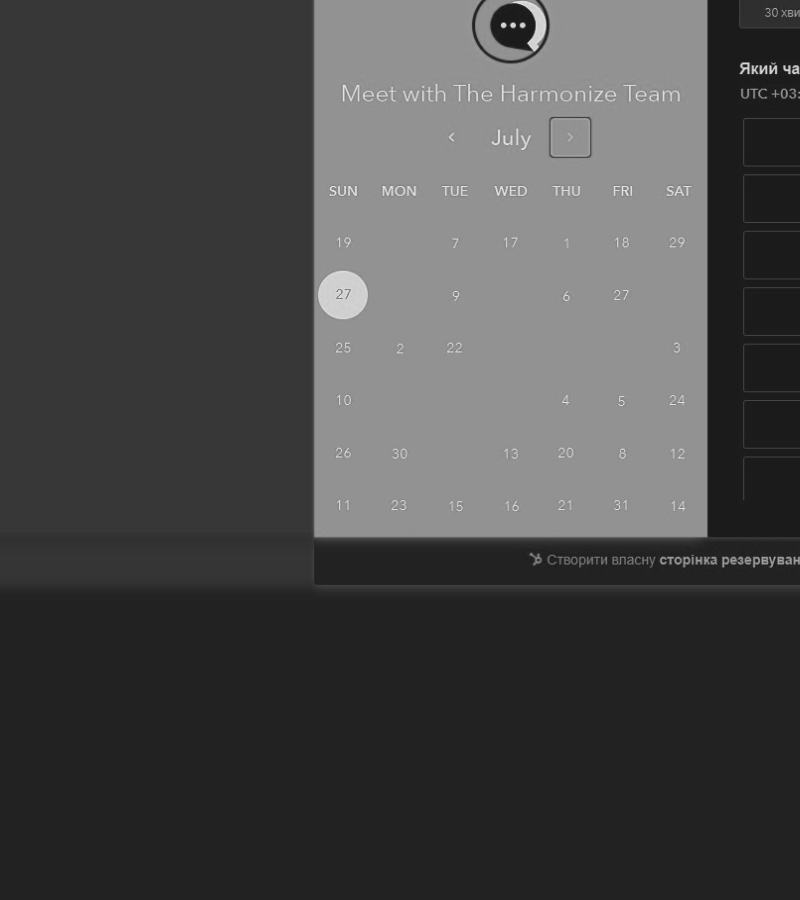 30 хви
Meet with The Harmonize Team
Який ча
UTC +03:
July
SUN MON TUE WED THU FRI SAT
19 7 17 1 18 29
27 9 6 27
25 2 22 3
10 4 5 24
26 30 13 20 8 12
11 23 15 16 21 31 14
Створити власну сторінка резервуван